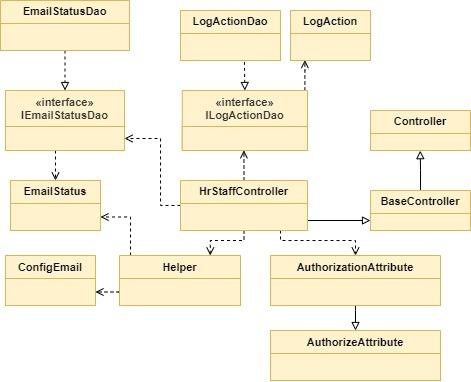 EmailStatusDao
LogActionDao
LogAction
«interface»
IEmailStatusDao
«interface»
ILogActionDao
Controller
EmailStatus
HrStaffController
BaseController
ConfigEmail
Helper
AuthorizationAttribute
AuthorizeAttribute